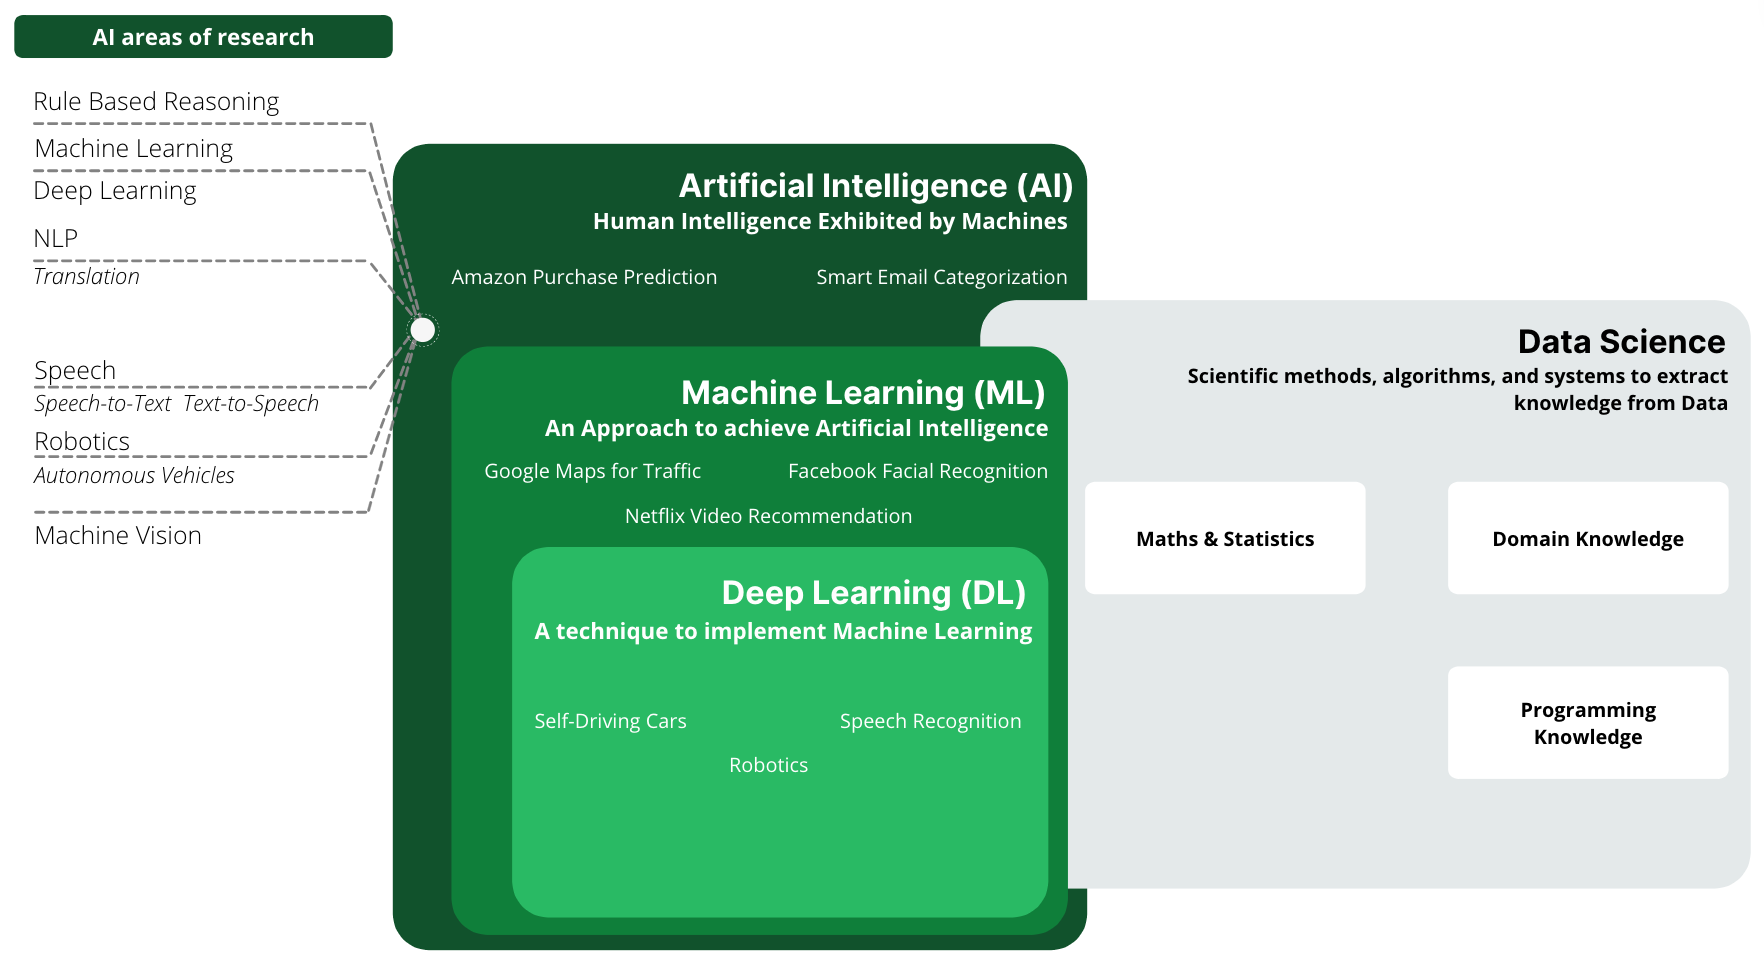 AI areas of research
Rule Based Reasoning
Machine Learning
Deep Learning
NLP
Translation
Speech
Speech-to-Text  Text-to-Speech
Robotics
Autonomous Vehicles
Machine Vision
Artificial Intelligence (AI)
Human Intelligence Exhibited by Machines
Amazon Purchase Prediction
Smart Email Categorization
Machine Learning (ML)
An Approach to achieve Artificial Intelligence
Google Maps for Traffic
Facebook Facial Recognition
Netflix Video Recommendation
Deep Learning (DL)
A technique to implement Machine Learning
Self-Driving Cars
Speech Recognition
Robotics
Data Science
Scientific methods, algorithms, and systems to extract
knowledge from Data
Maths & Statistics
Domain Knowledge
Programming
Knowledge